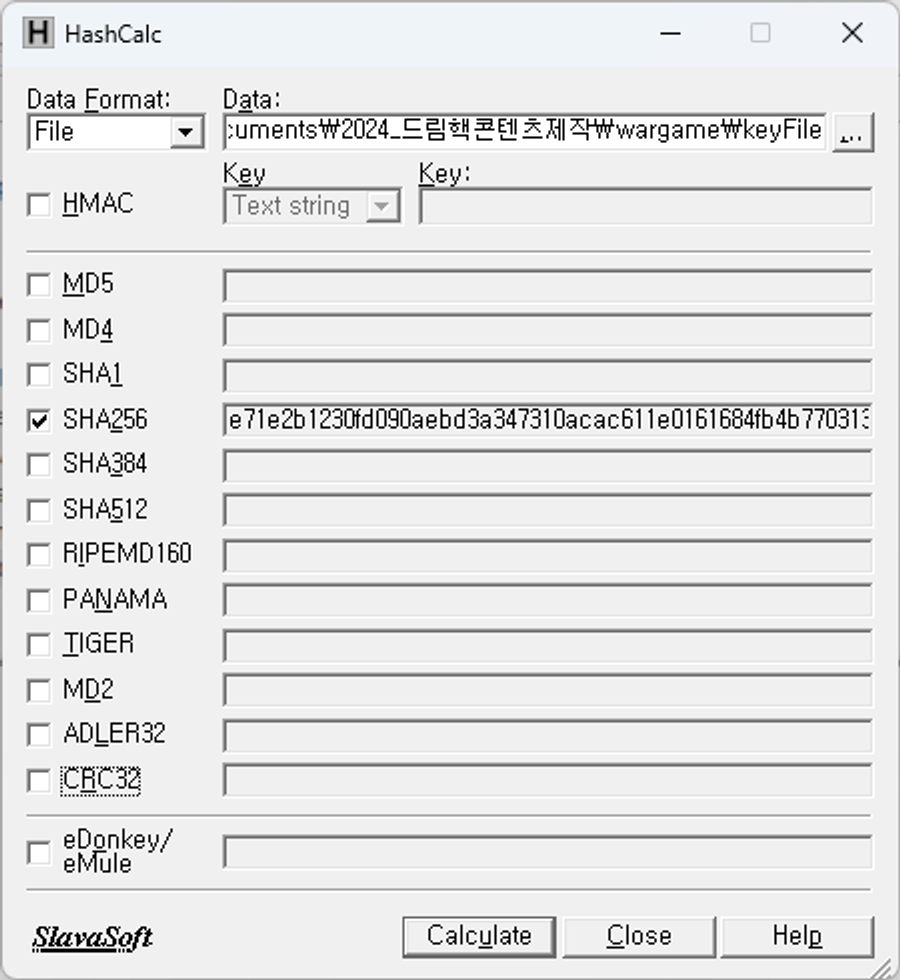 HashCalc
Data Format:
Data:
File
:uments₩2024_드림핵콘텐츠제작₩wargame₩keyFile
...
Key
Key:
HMAC
Text string
MD5
MD4
SHA1
SHA256
e71e2b1230fd090aebd3a347310acac611e0161684fb4b770313
SHA384
SHA512
RIPEMD160
PANAMA
TIGER
MD2
ADLER32
CRC32
eDonkey/
eMule
SlavaSoft
Calculate
Close
Help